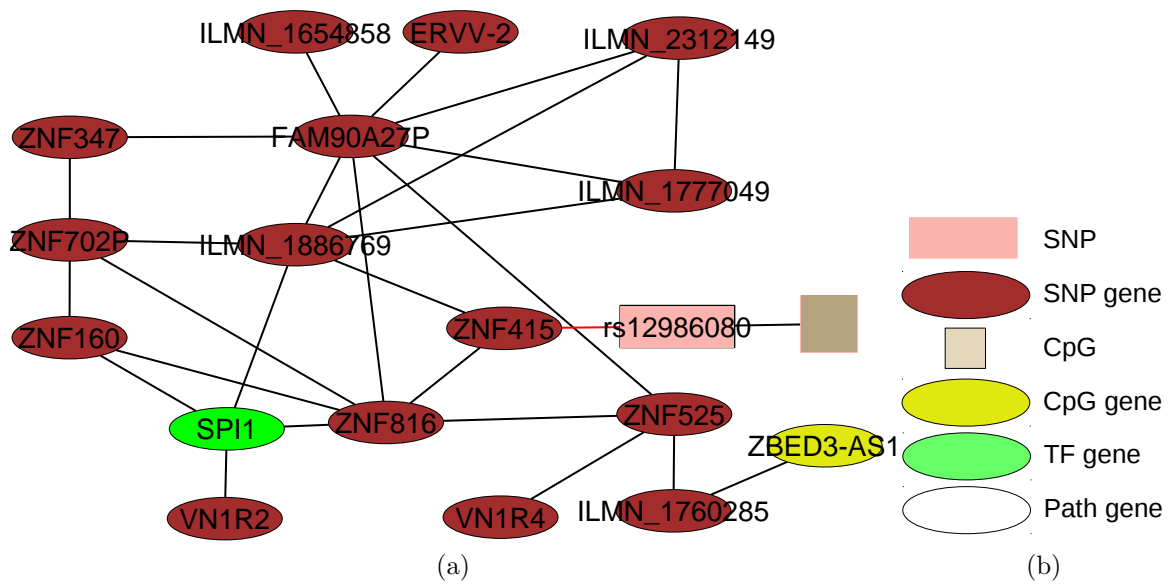 ILMN_1654858
ERVV-2
ILMN_2312149
ZNF347
FAM90A27P
ILMN_1777049
ZNF702P
ILMN_1886769
ZNF160
ZNF415
rs12986080
SPI1
ZNF816
ZNF525
ZBED3-AS1
VN1R2
VN1R4
ILMN_1760285
(a)
SNP
SNP gene
CpG
CpG gene
TF gene
Path gene
(b)